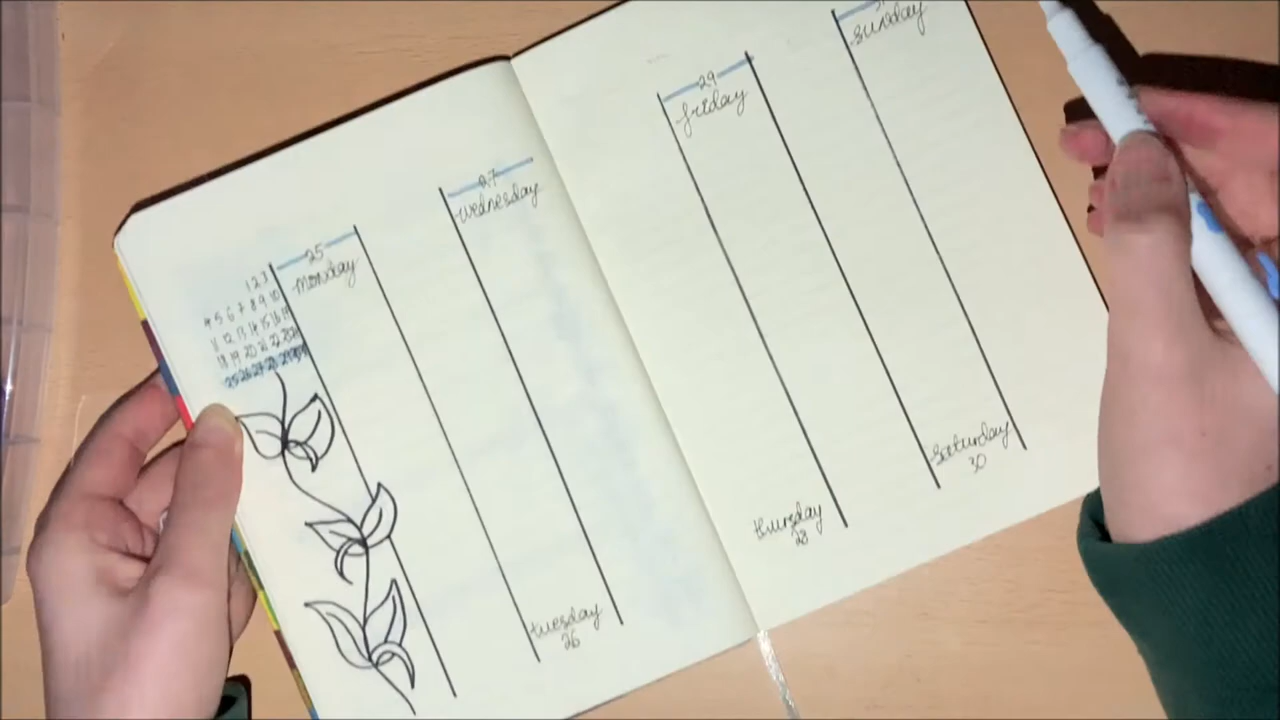 1 2 3
4 5 6 7 8 9 10
11 12 13 14 15 16 17
18 19 20 21 22 23 24
25 26 27 28 29 30 31
25
monday
tuesday
26
27
wednesday
thursday
28
29
friday
saturday
30
sunday